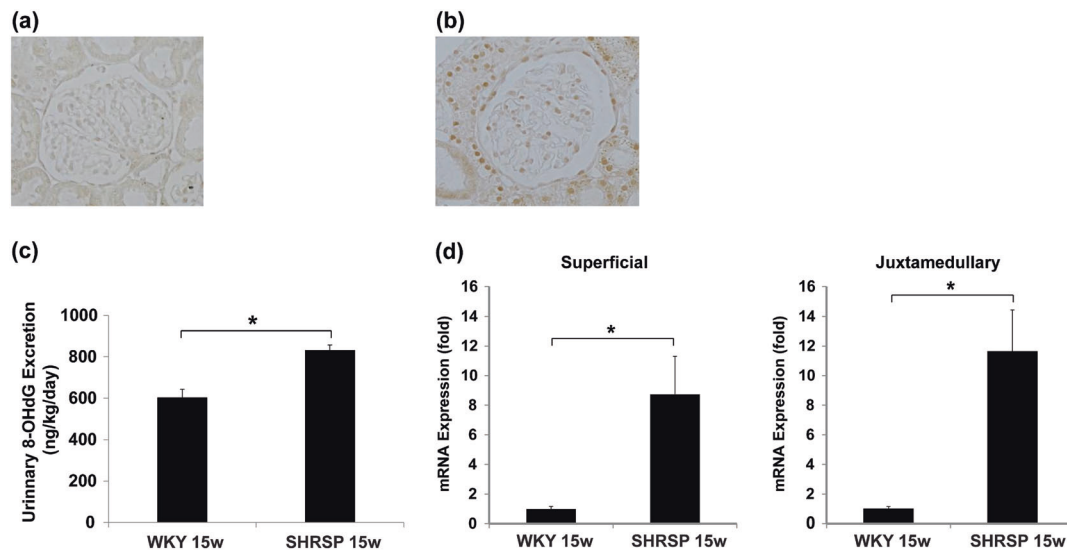 (a)
(b)
(c)
Urinnary 8-OHdG Excretion
(ng/kg/day)
1000
800
600
400
200
0
*
WKY 15w
SHRSP 15w
(d)
Superficial
mRNA Expression (fold)
16
14
12
10
8
6
4
2
0
*
WKY 15w
SHRSP 15w
Juxtamedullary
mRNA Expression (fold)
16
14
12
10
8
6
4
2
0
*
WKY 15w
SHRSP 15w